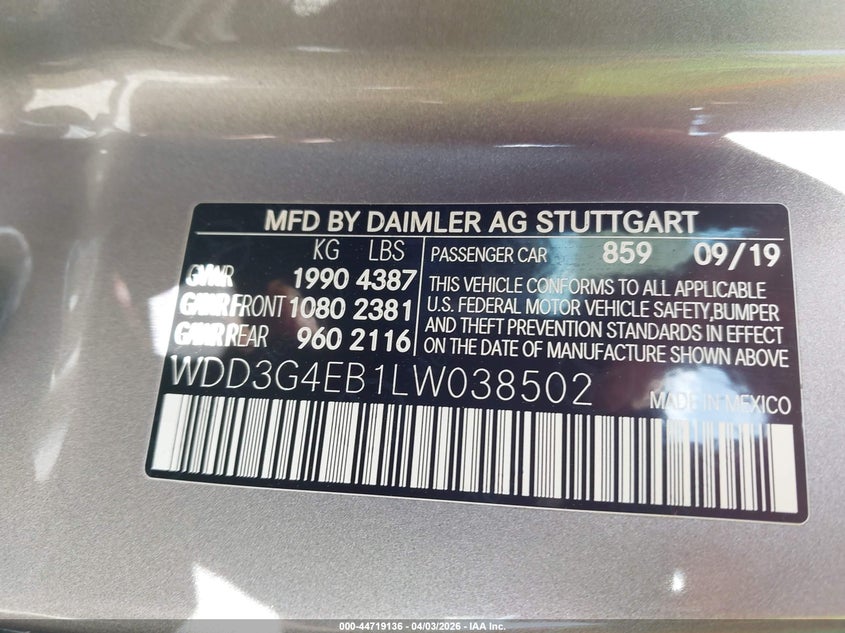 MFD BY DAIMLER AG STUTTGART
KG LBS
GVWR 1990 4387
GAWR FRONT 1080 2381
GAWR REAR 960 2116
PASSENGER CAR 859 09/19
THIS VEHICLE CONFORMS TO ALL APPLICABLE
U.S. FEDERAL MOTOR VEHICLE SAFETY,BUMPER
AND THEFT PREVENTION STANDARDS IN EFFECT
ON THE DATE OF MANUFACTURE SHOWN ABOVE
WDD3G4EB1LW038502
MADE IN MEXICO
000-44719136 - 04/03/2026 - IAA Inc.